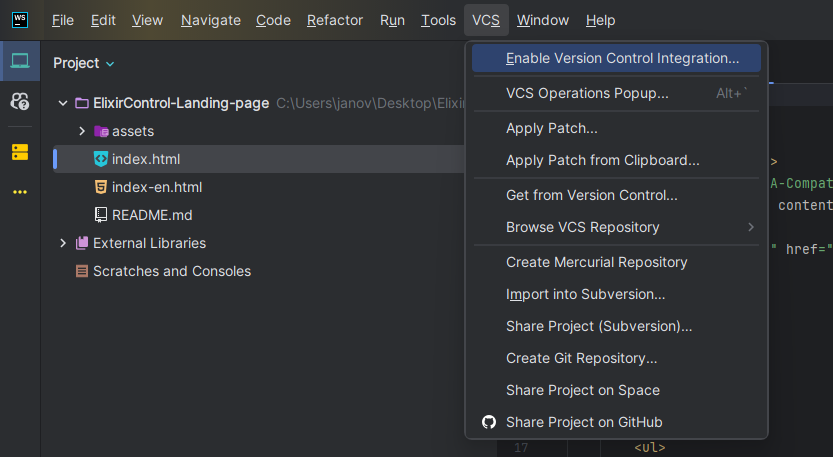 WS File Edit View Navigate Code Refactor Run Tools VCS Window Help
Project
Enable Version Control Integration...
VCS Operations Popup... Alt+`
ElixirControl-Landing-page C:\Users\janov\Desktop\Elixir
assets
Apply Patch...
index.html
Apply Patch from Clipboard... >
A-Compat
index-en.html
Get from Version Control... content
README.md
Browse VCS Repository
External Libraries
" href="
Create Mercurial Repository
Scratches and Consoles
Import into Subversion...
Share Project (Subversion)...
Create Git Repository...
Share Project on Space
Share Project on GitHub
17 <ul>